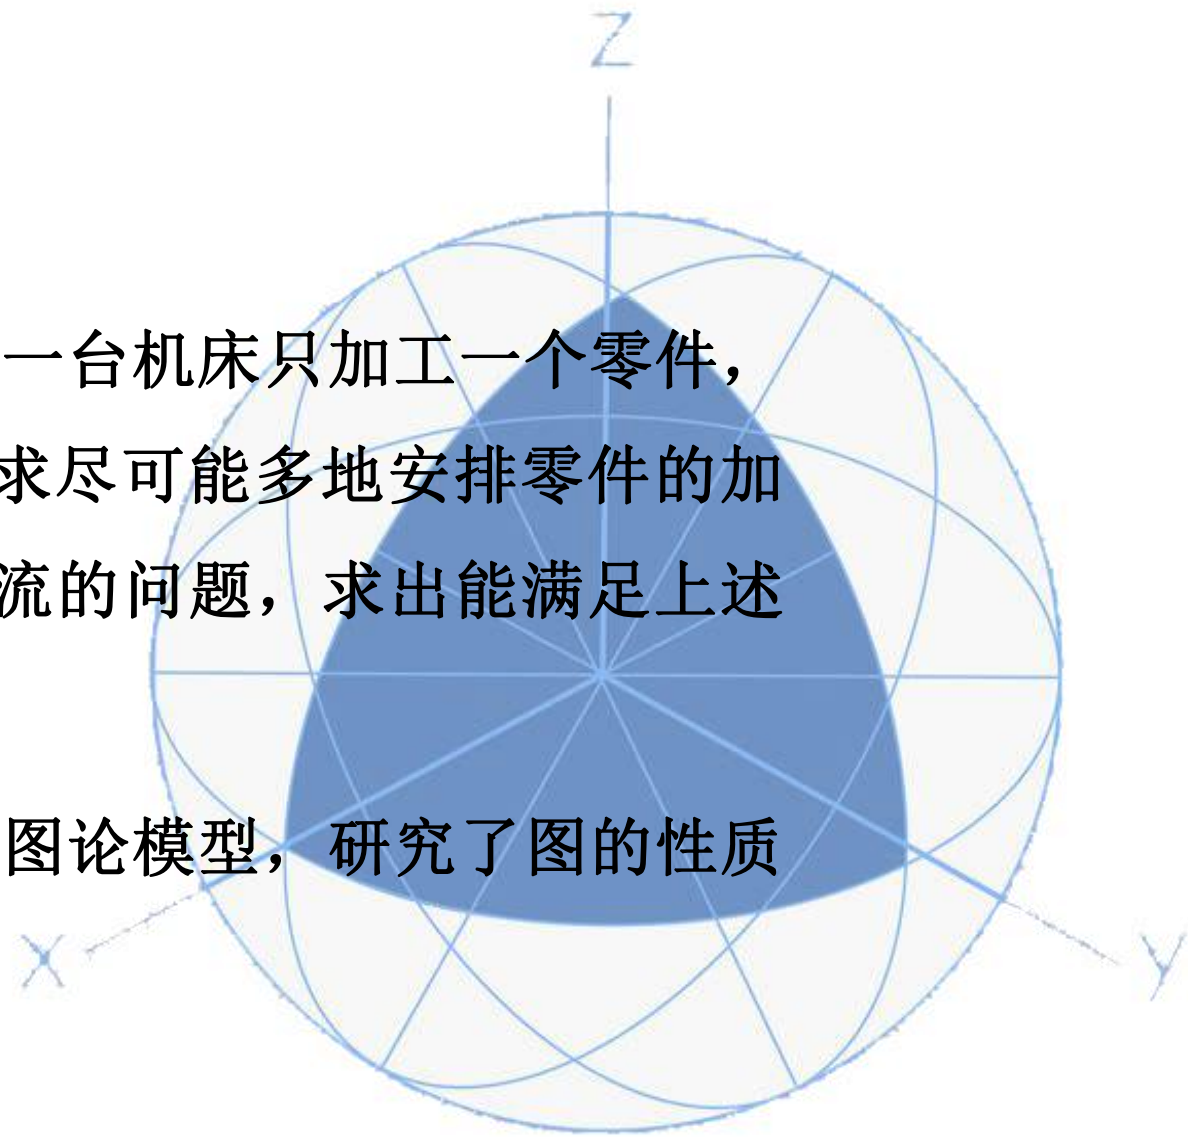 Z
一台机床只加工一个零件，
求尽可能多地安排零件的加
流的问题，求出能满足上述
图论模型，研究了图的性质
X
Y